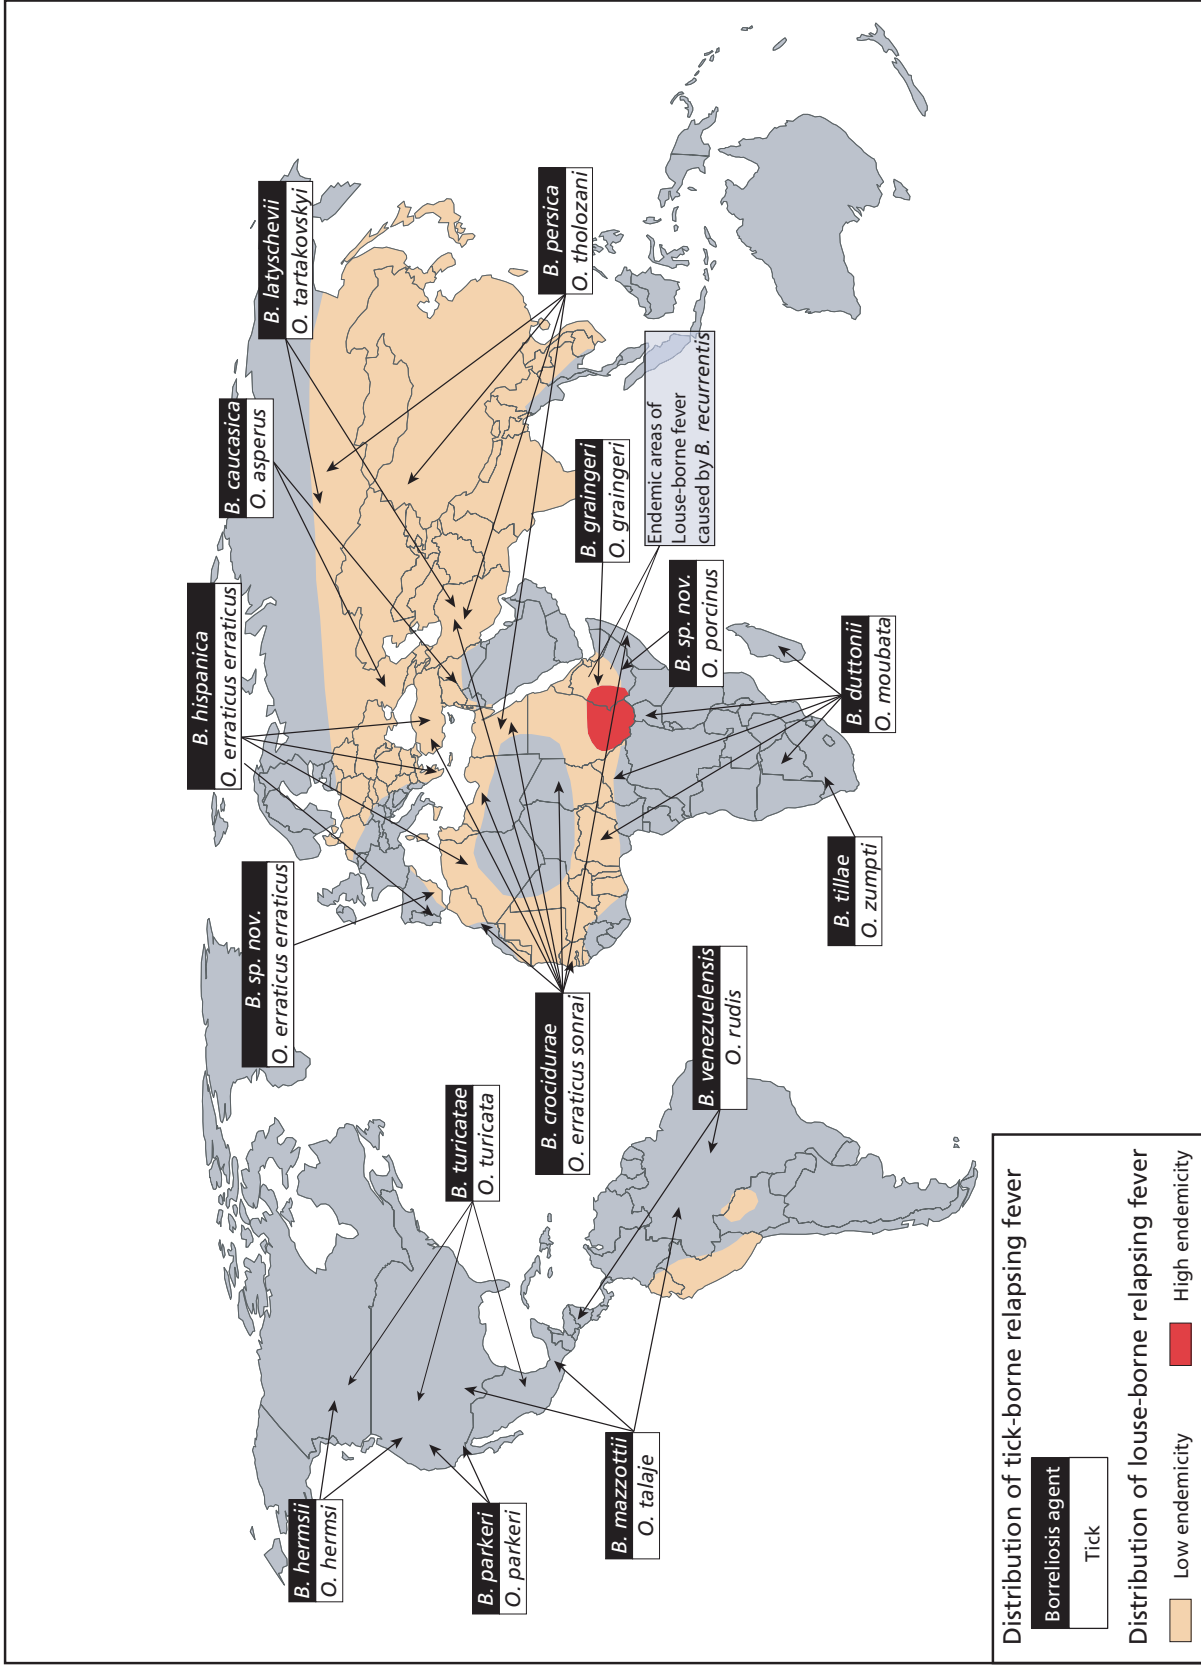 B. hermsii
O. hermsi
B. parkeri
O. parkeri
B. mazzottii
O. talaje
B. turicatae
O. turicata
B. venezuelensis
O. rudis
B. sp. nov.
O. erraticus erraticus
B. crocidurae
O. erraticus sonrai
B. hispanica
O. erraticus erraticus
B. tillae
O. zumpti
B. caucasica
O. asperus
B. latyschevii
O. tartakovskyi
B. persica
O. tholozani
B. graingeri
O. graingeri
Endemic areas of
Louse-borne fever
caused by B. recurrentis
B. sp. nov.
O. porcinus
B. duttonii
O. moubata
Distribution of tick-borne relapsing fever
Borreliosis agent
Tick
Distribution of louse-borne relapsing fever
Low endemicity
High endemicity